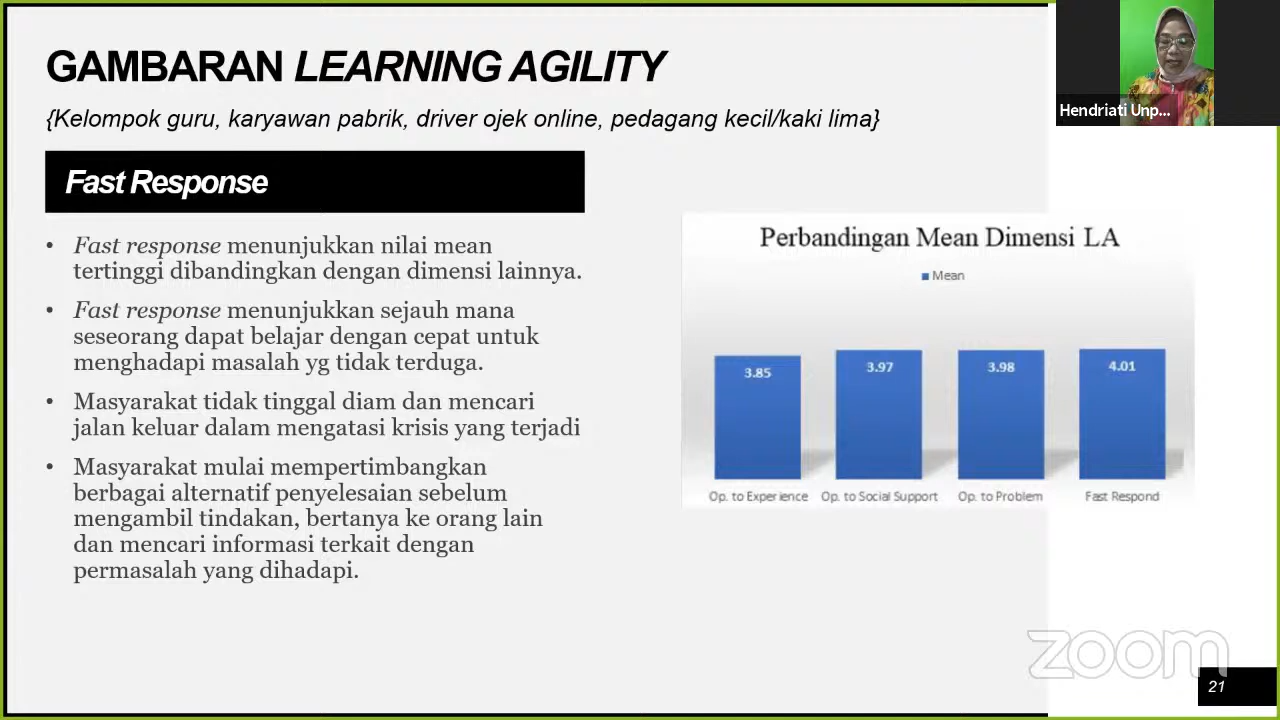 GAMBARAN LEARNING AGILITY
{Kelompok guru, karyawan pabrik, driver ojek online, pedagang kecil/kaki lima}
Hendriati Unp...
Fast Response
• Fast response menunjukkan nilai mean
tertinggi dibandingkan dengan dimensi lainnya.
• Fast response menunjukkan sejauh mana
seseorang dapat belajar dengan cepat untuk
menghadapi masalah yg tidak terduga.
• Masyarakat tidak tinggal diam dan mencari
jalan keluar dalam mengatasi krisis yang terjadi
• Masyarakat mulai mempertimbangkan
berbagai alternatif penyelesaian sebelum
mengambil tindakan, bertanya ke orang lain
dan mencari informasi terkait dengan
permasalah yang dihadapi.
Perbandingan Mean Dimensi LA
Mean
3.85 3.97 3.98 4.01
Op. to Experience Op. to Social Support Op. to Problem Fast Respond
zoom
21